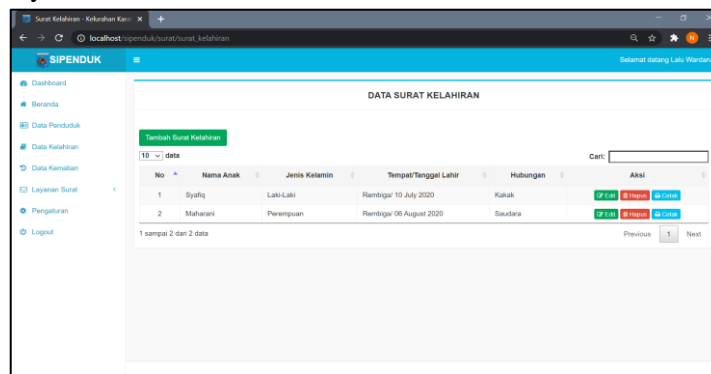 Surat Kelahiran - Kelurahan Karan
localhost/sipenduk/surat/surat_kelahiran
N
SIPENDUK
Selamat datang Lalu Wardana
Dashboard
Beranda
Data Penduduk
Data Kelahiran
Data Kematian
Layanan Surat
Pengaturan
Logout
DATA SURAT KELAHIRAN
Tambah Surat Kelahiran
10 data
Cari:
No Nama Anak Jenis Kelamin Tempat/Tanggal Lahir Hubungan Aksi
1 Syafiq Laki-Laki Rembiga/ 10 July 2020 Kakak Edit Hapus Cetak
2 Maharani Perempuan Rembiga/ 06 August 2020 Saudara Edit Hapus Cetak
1 sampai 2 dari 2 data
Previous 1 Next